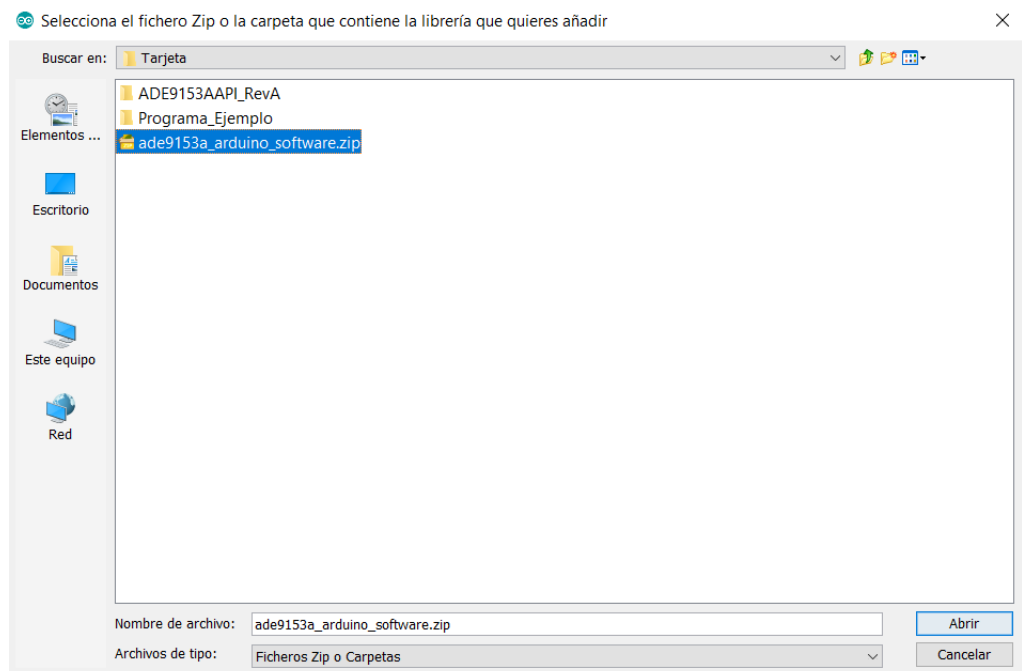 Selecciona el fichero Zip o la carpeta que contiene la librería que quieres añadir
Buscar en:
Tarjeta
ADE9153AAPI_RevA
Programa_Ejemplo
ade9153a_arduino_software.zip
Elementos ...
Escritorio
Documentos
Este equipo
Red
Nombre de archivo:
ade9153a_arduino_software.zip
Abrir
Archivos de tipo:
Ficheros Zip o Carpetas
Cancelar